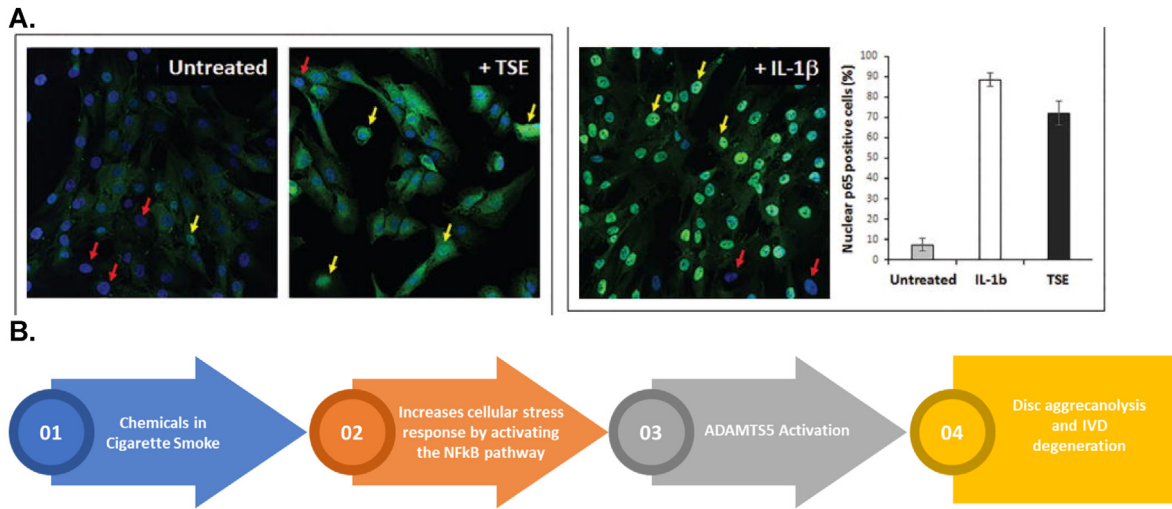 A.
Untreated
+ TSE
+ IL-1β
Nuclear p65 positive cells (%)
100
90
80
70
60
50
40
30
20
10
0
Untreated
IL-1b
TSE
B.
01
Chemicals in
Cigarette Smoke
02
Increases cellular stress
response by activating
the NFkB pathway
03
ADAMTS5 Activation
04
Disc aggrecanolysis
and IVD
degeneration